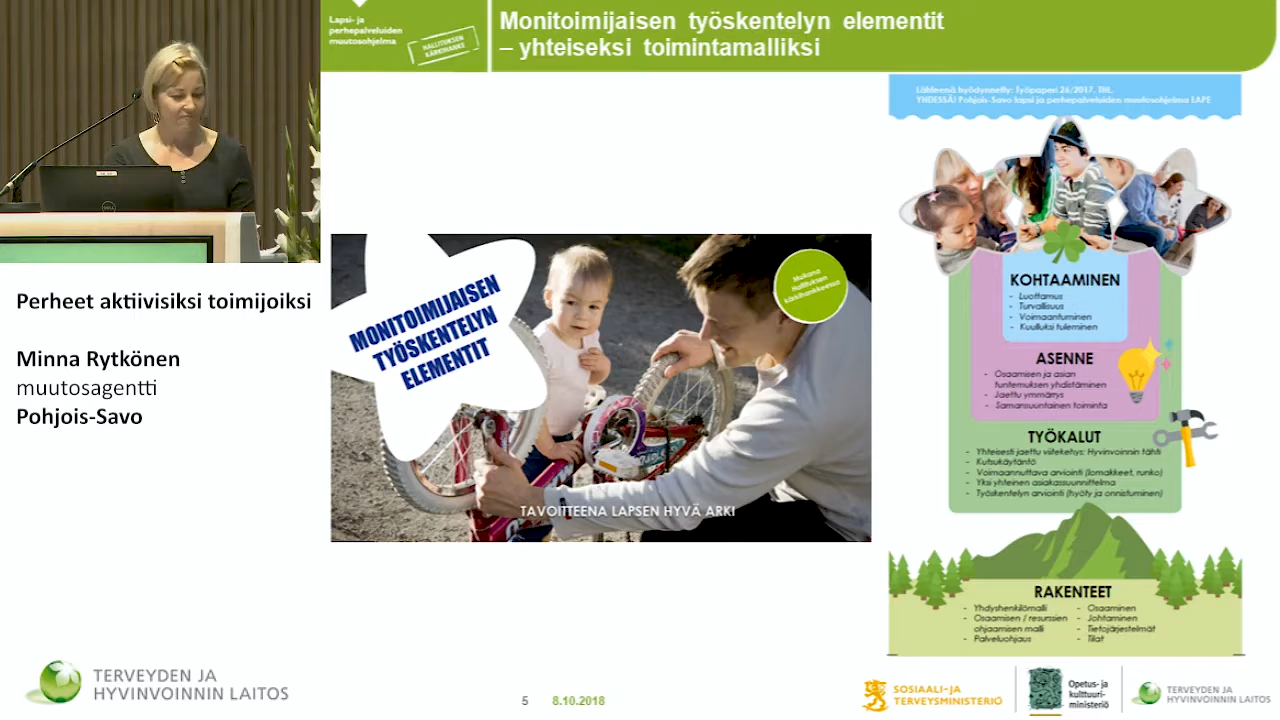 Lapsi- ja
perhepalveluiden
muutosohjelma
HALLITUKSEN
KÄRKIHANKE
Monitoimijaisen työskentelyn elementit
– yhteiseksi toimintamalliksi
Perheet aktiivisiksi toimijoiksi
Minna Rytkönen
muutosagentti
Pohjois-Savo
MONITOIMIJAISEN
TYÖSKENTELYN
ELEMENTIT
Mukana
Hallituksen
kärkihankkeessa
TAVOITTEENA LAPSEN HYVÄ ARKI
Lähteenä hyödynnetty: Työpaperi 26/2017. THL
YHDESSÄ! Pohjois-Savo lapsi ja perhepalveluiden muutosohjelma LAPE
KOHTAAMINEN
- Luottamus
- Turvallisuus
- Voimaantuminen
- Kuulluksi tuleminen
ASENNE
- Osaamisen ja asian
tuntemuksen yhdistäminen
- Jaettu ymmärrys
- Samansuuntainen toiminta
TYÖKALUT
- Yhteisesti jaettu viitekehys: Hyvinvoinnin tähti
- Kutsukäytäntö
- Voimaannuttava arviointi (lomakkeet, runko)
- Yksi yhteinen asiakassuunnitelma
- Työskentelyn arviointi (hyöty ja onnistuminen)
RAKENTEET
- Yhdyshenkilömalli
- Osaamisen / resurssien
ohjaamisen malli
- Palveluohjaus
- Osaaminen
- Johtaminen
- Tietojärjestelmät
- Tilat
TERVEYDEN JA
HYVINVOINNIN LAITOS
5 8.10.2018
SOSIAALI- JA
TERVEYSMINISTERIÖ
Opetus- ja
kulttuuri-
ministeriö
TERVEYDEN JA
HYVINVOINNIN LAITOS